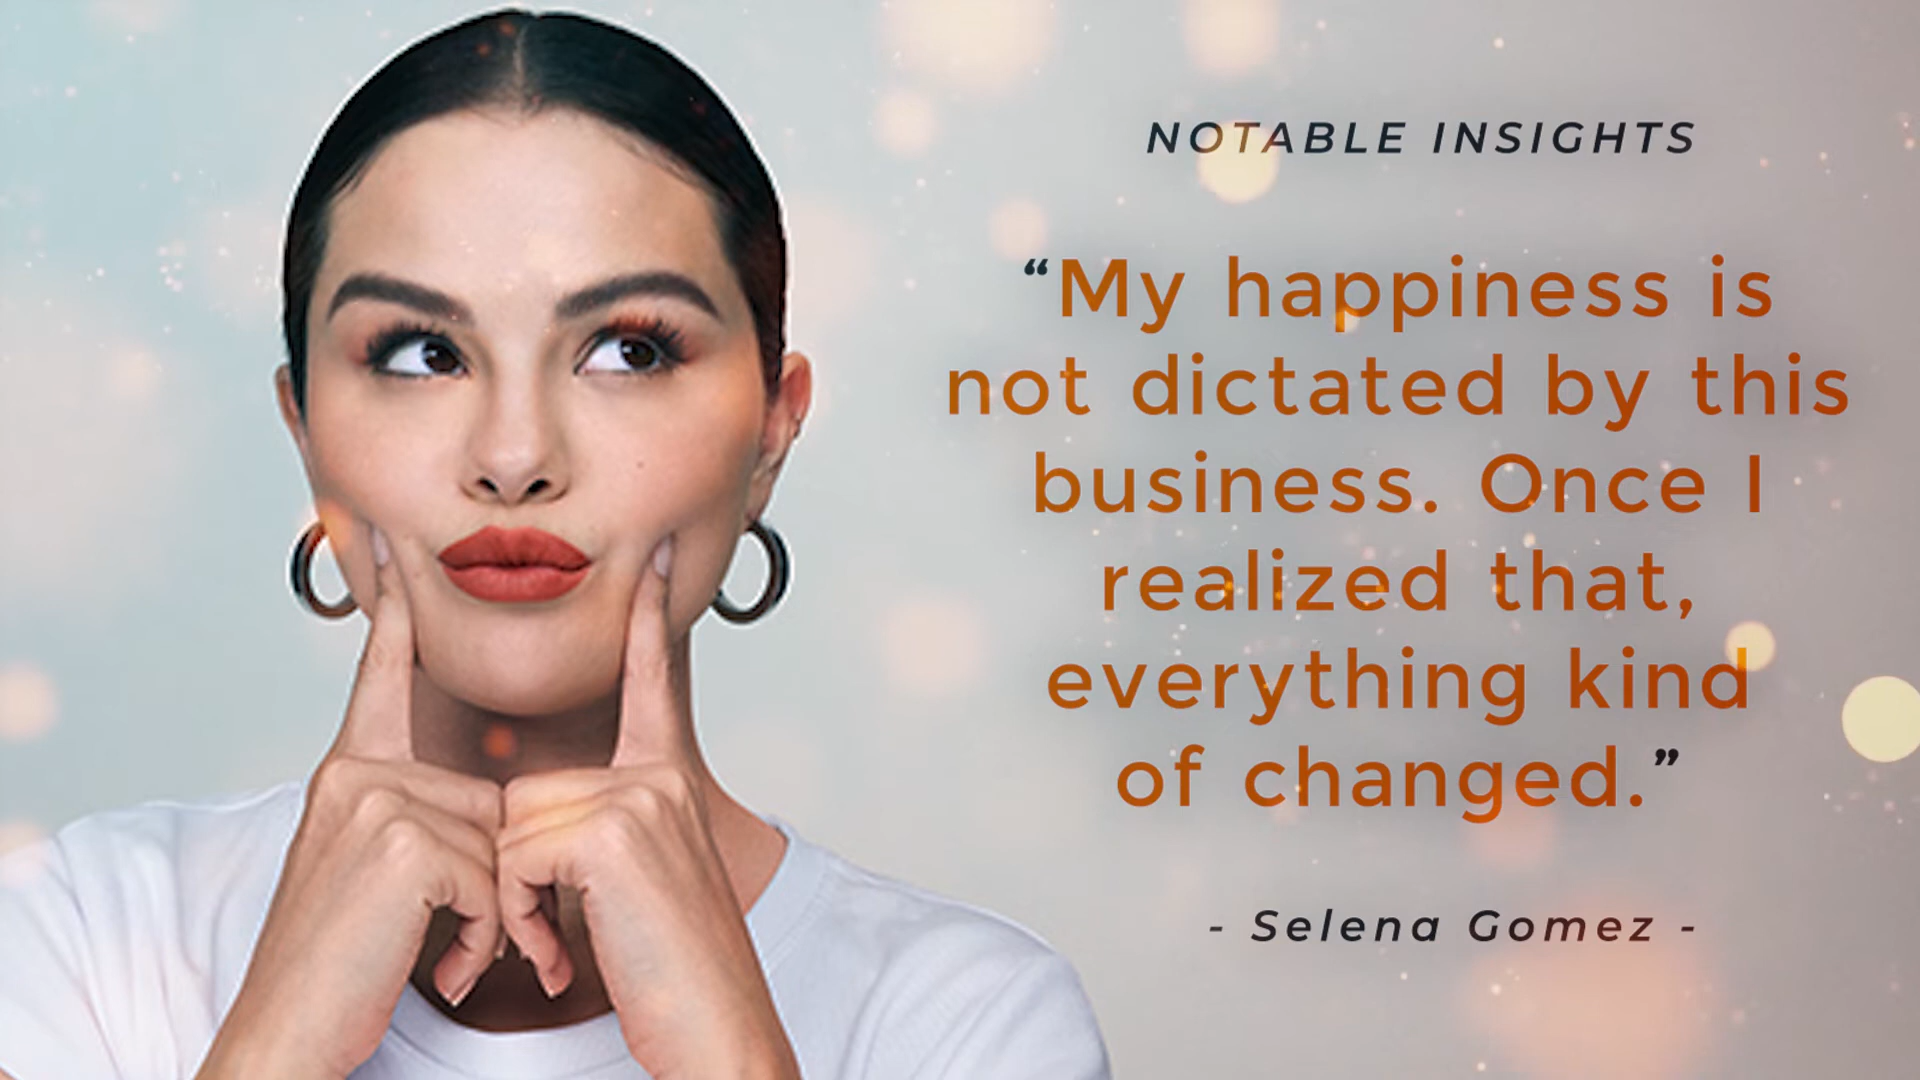 NOTABLE INSIGHTS
“My happiness is
not dictated by this
business. Once I
realized that,
everything kind
of changed.”
- Selena Gomez -